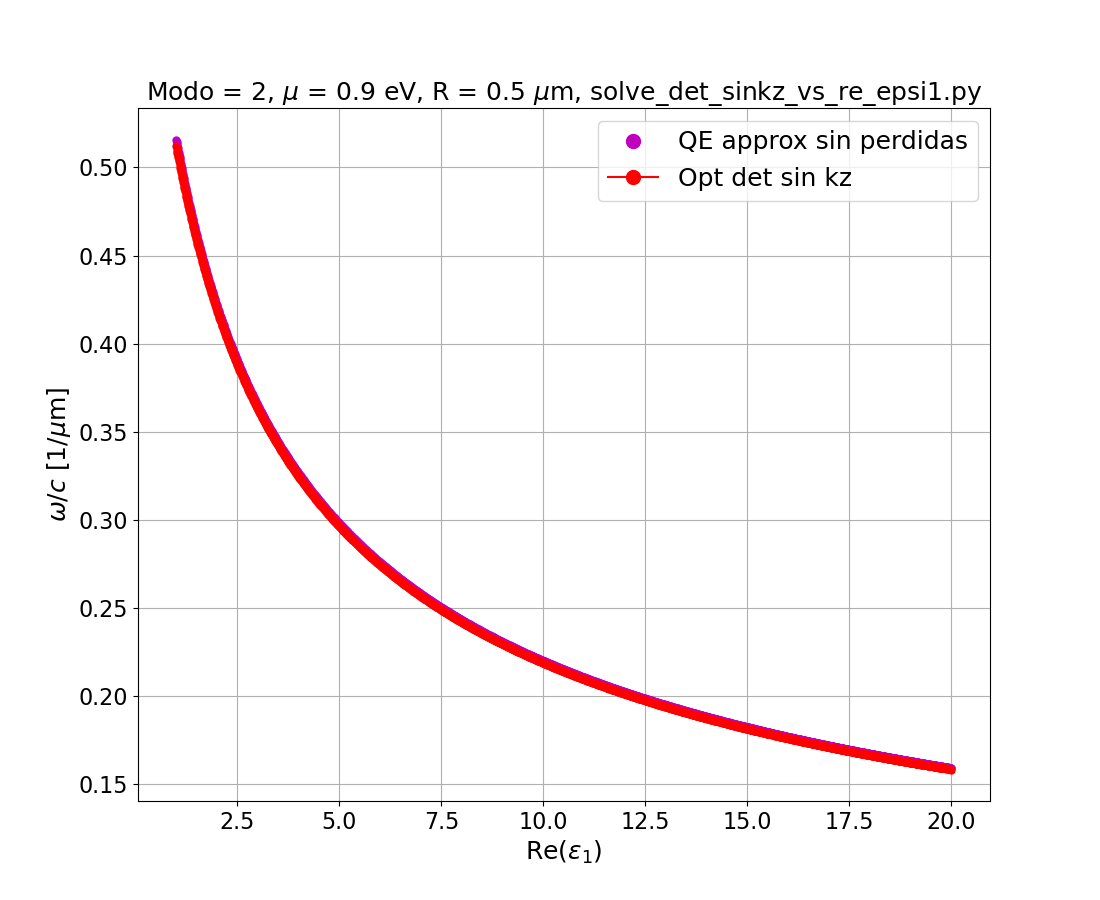 Modo = 2, μ = 0.9 eV, R = 0.5 μm, solve_det_sinkz_vs_re_epsi1.py
QE approx sin perdidas
Opt det sin kz
0.50
0.45
0.40
0.35
0.30
0.25
0.20
0.15
ω/c [1/μm]
2.5 5.0 7.5 10.0 12.5 15.0 17.5 20.0
Re(ε₁)